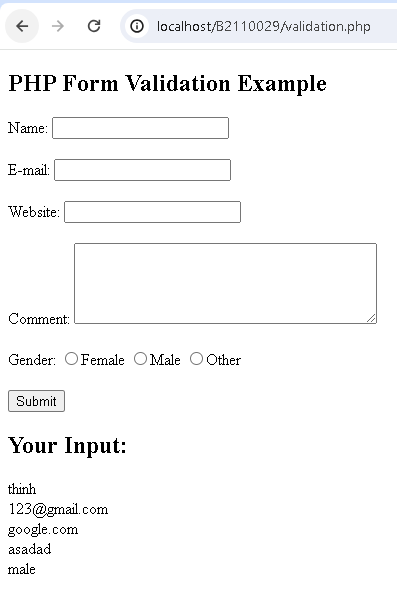 localhost/B2110029/validation.php
PHP Form Validation Example
Name:
E-mail:
Website:
Comment:
Gender: Female Male Other
Submit
Your Input:
thinh
123@gmail.com
google.com
asadad
male